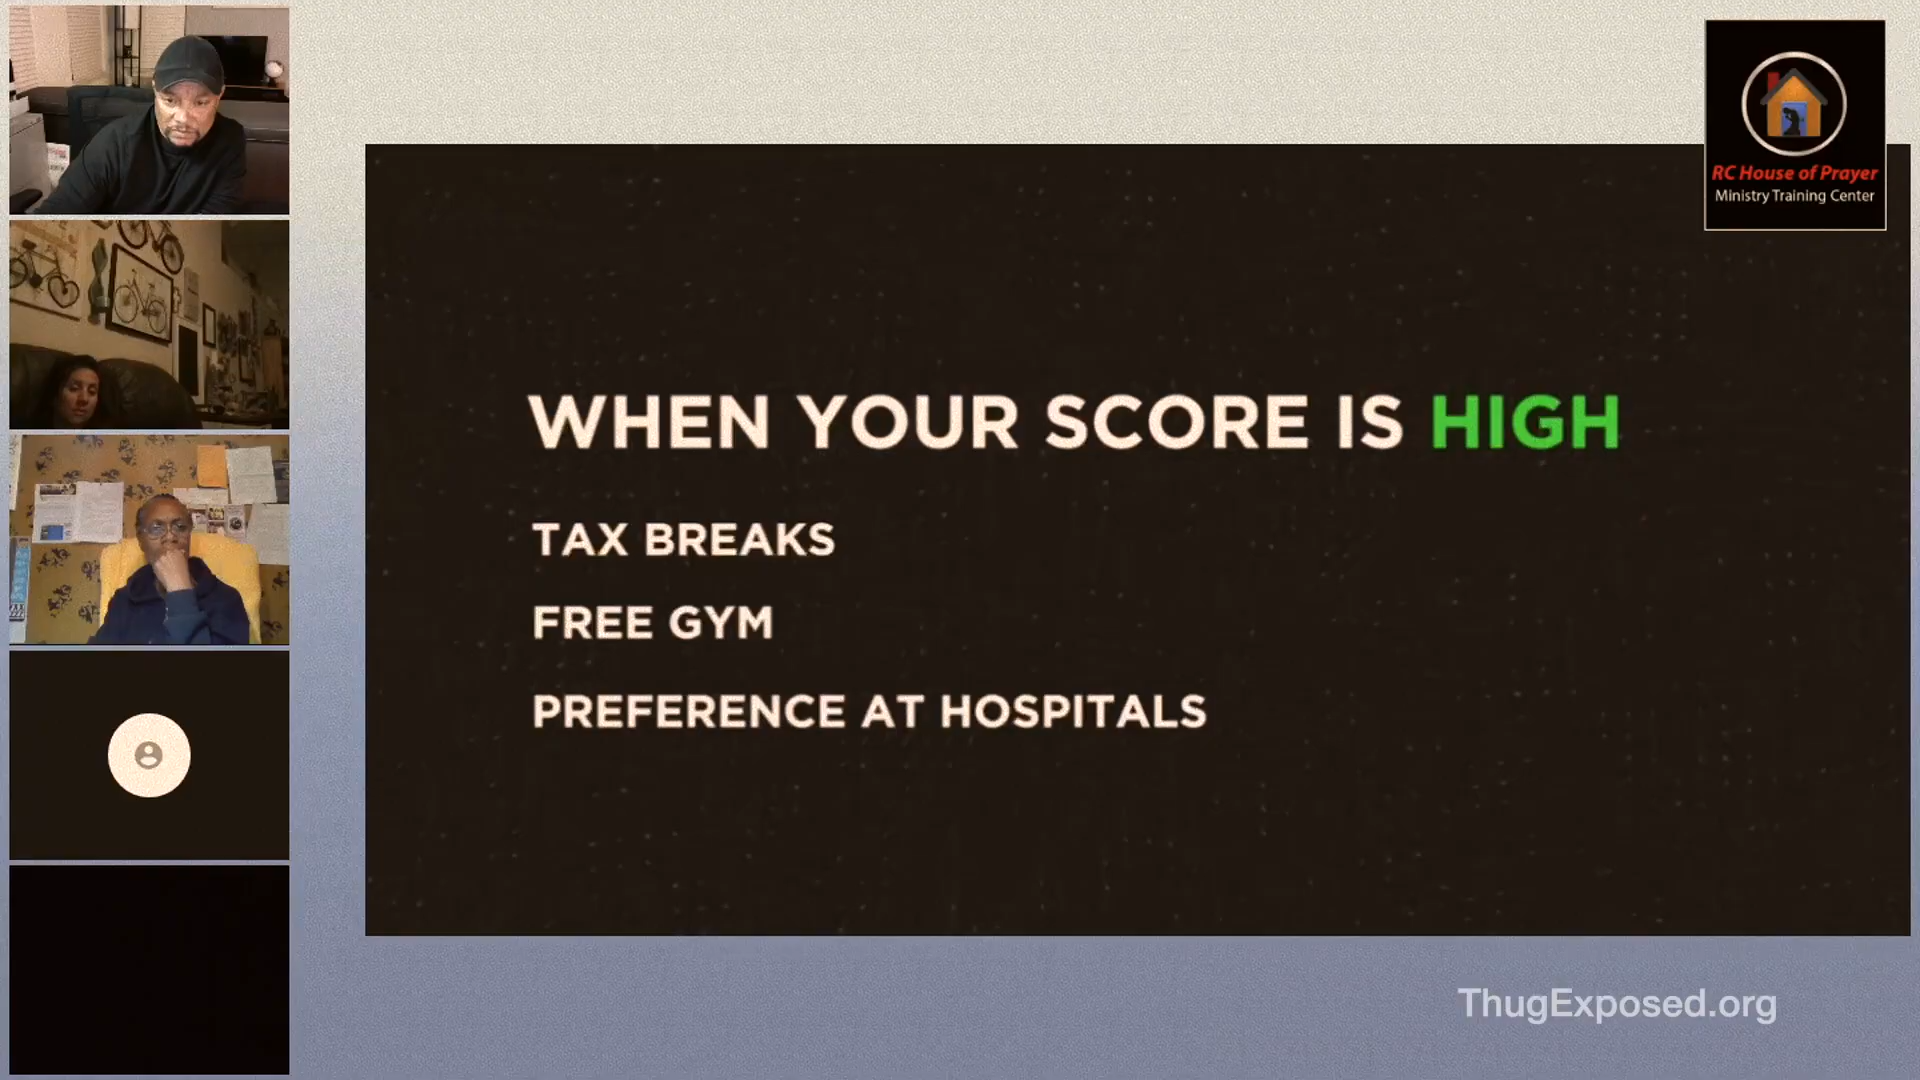 RC House of Prayer
Ministry Training Center
WHEN YOUR SCORE IS HIGH
TAX BREAKS
FREE GYM
PREFERENCE AT HOSPITALS
ThugExposed.org